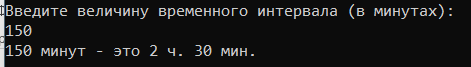 Введите величину временного интервала (в минутах):
150
150 минут - это 2 ч. 30 мин.